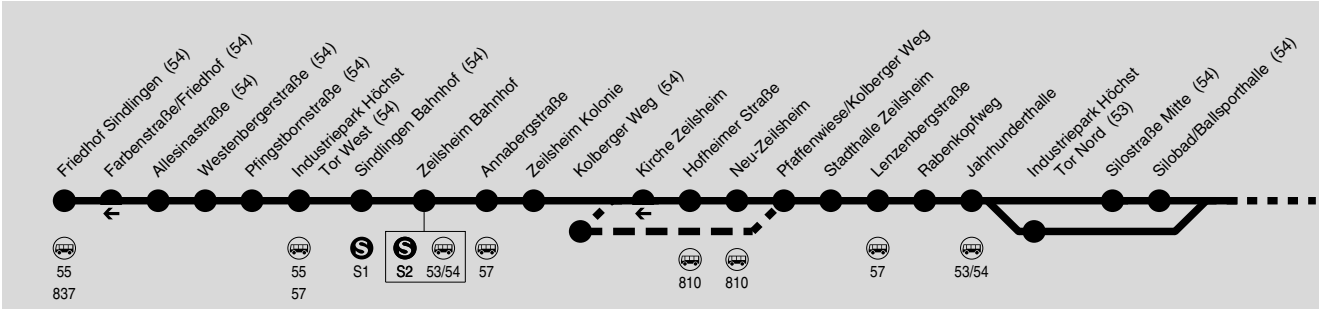 Friedhof Sindlingen (54)
Farbenstraße/Friedhof (54)
Allesinastraße (54)
Westenbergerstraße (54)
Pfingstbornstraße (54)
Industriepark Höchst
Tor West (54)
Sindlingen Bahnhof (54)
Zeilsheim Bahnhof
Annabergstraße
Zeilsheim Kolonie
Kolberger Weg (54)
Kirche Zeilsheim
Hofheimer Straße
Neu-Zeilsheim
Pfaffenwiese/Kolberger Weg
Stadthalle Zeilsheim
Lenzenbergstraße
Rabenkopfweg
Jahrhunderthalle
Industriepark Höchst
Tor Nord (53)
Silostraße Mitte (54)
Silobad/Ballsporthalle (54)
55
837
55
57
S
S1
S
S2
53/54
57
810
810
57
53/54